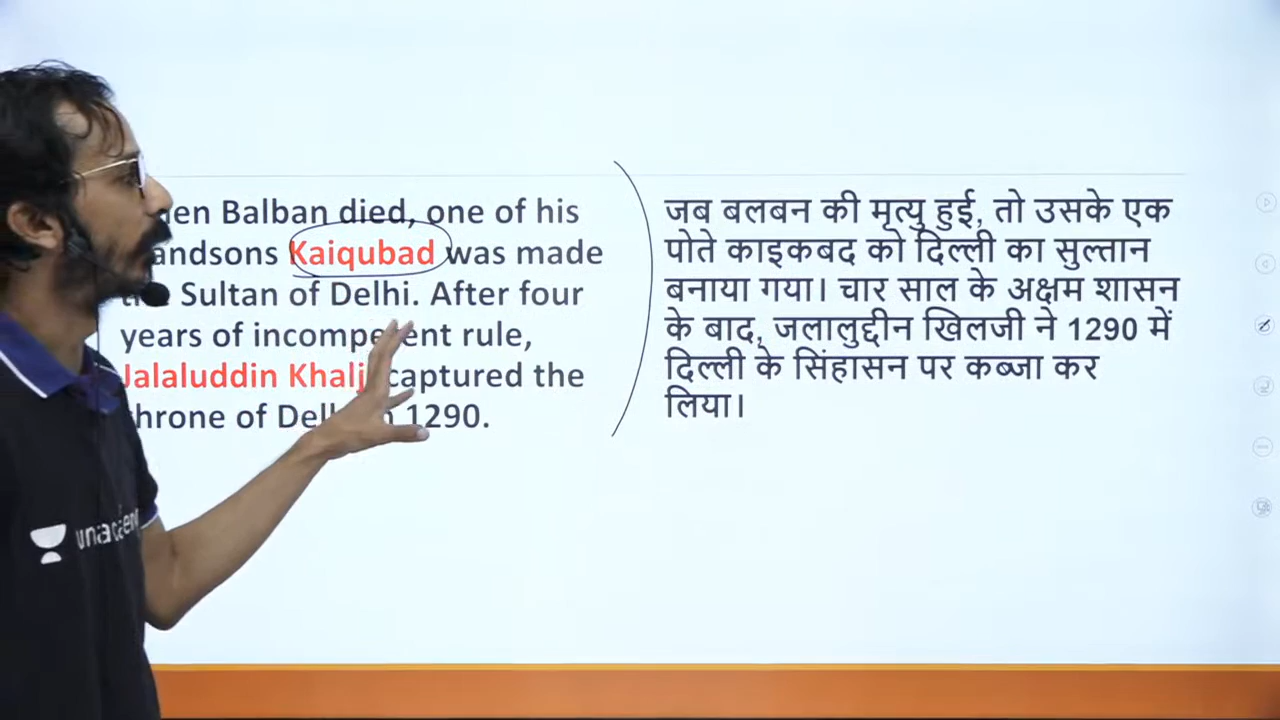 Balban died, one of his
Kaiqubad was made
Sultan of Delhi. After four
years of incompetent rule,
Jalaluddin Khalji captured the
throne of 1290.
जब बलबन की मृत्यु हुई, तो उसके एक
पोते काइकबद को दिल्ली का सुल्तान
बनाया गया। चार साल के अक्षम शासन
के बाद, जलालुद्दीन खिलजी ने 1290 में
दिल्ली के सिंहासन पर कब्जा कर
लिया।